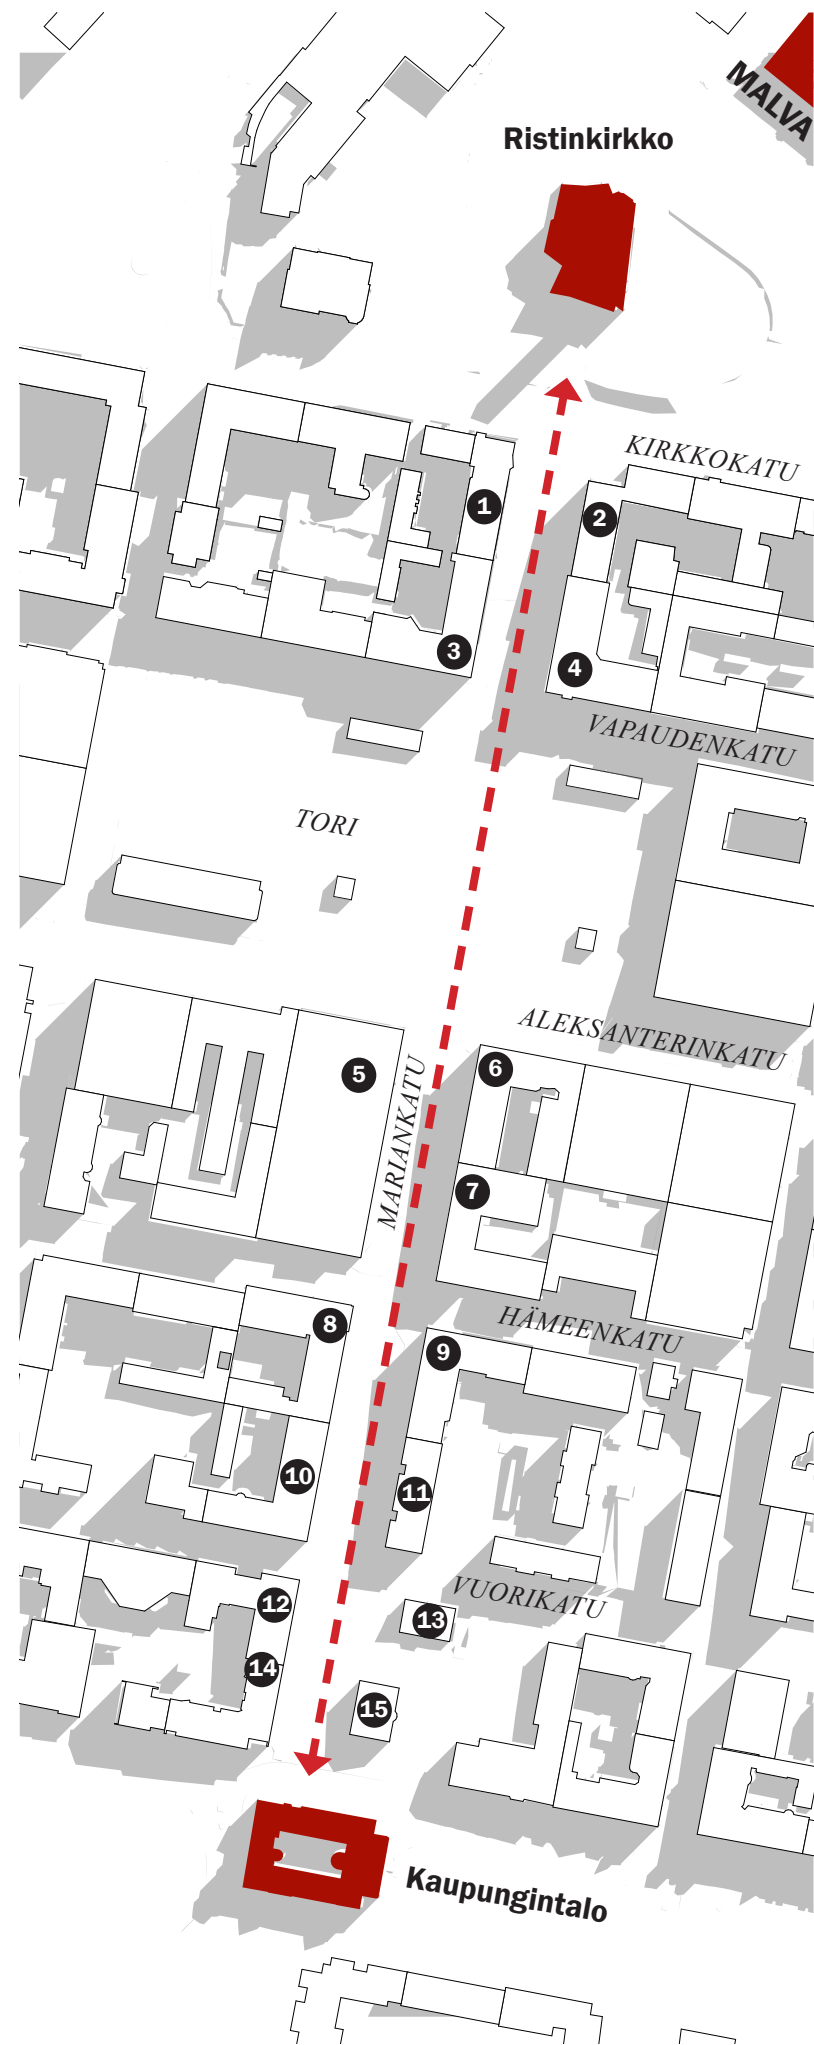 MALVA
Ristinkirkko
KIRKKOKATU
1
2
3
4
VAPAUDENKATU
TORI
ALEKSANTERINKATU
5
6
MARIANKATU
7
HÄMEENKATU
8
9
10
11
VUORIKATU
12
13
14
15
Kaupungintalo